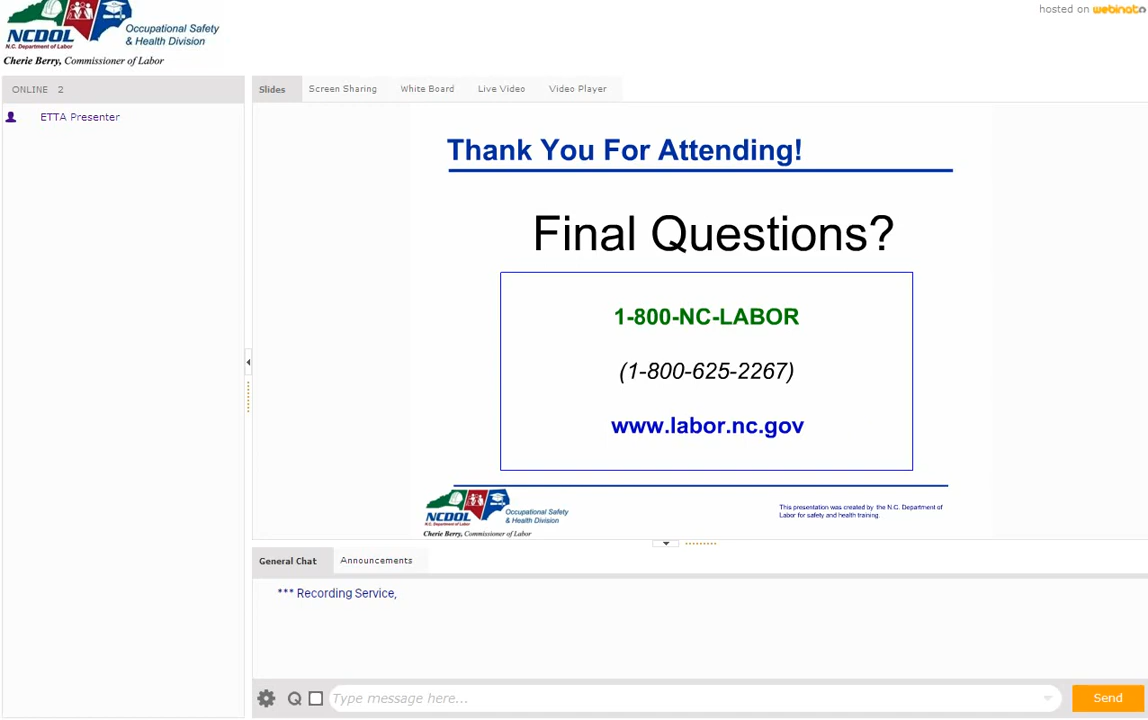 NCDOL
N.C. Department of Labor
Occupational Safety
& Health Division
Cherie Berry, Commissioner of Labor
hosted on webinato
ONLINE 2
ETTA Presenter
Slides
Screen Sharing
White Board
Live Video
Video Player
Thank You For Attending!
Final Questions?
1-800-NC-LABOR
(1-800-625-2267)
www.labor.nc.gov
NCDOL
N.C. Department of Labor
Occupational Safety
& Health Division
Cherie Berry, Commissioner of Labor
This presentation was created by the N.C. Department of
Labor for safety and health training.
General Chat
Announcements
*** Recording Service,
Q
Type message here...
Send